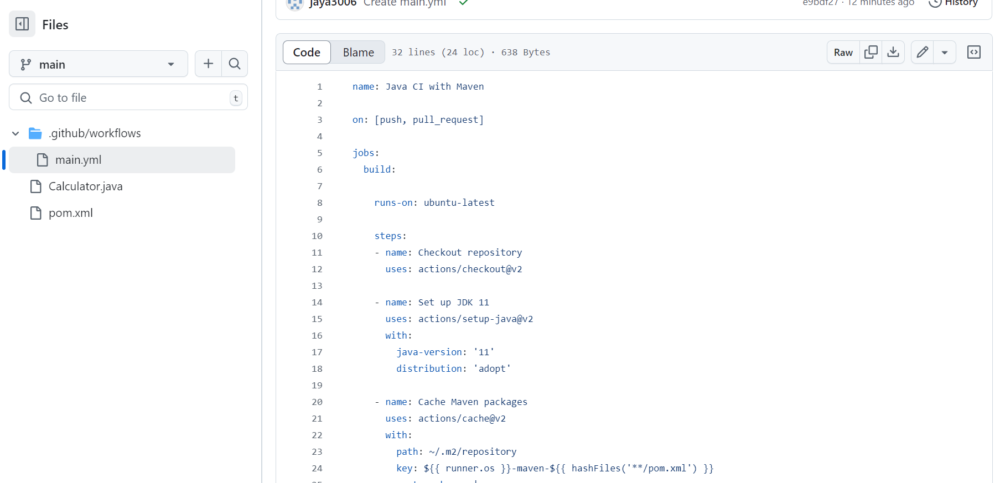 Files
main
Go to file
t
.github/workflows
main.yml
Calculator.java
pom.xml
jaya3006 Create main.yml
e9bdf27 · 12 minutes ago
History
Code
Blame
32 lines (24 loc) · 638 Bytes
Raw
1 name: Java CI with Maven
2
3 on: [push, pull_request]
4
5 jobs:
6 build:
7
8 runs-on: ubuntu-latest
9
10 steps:
11 - name: Checkout repository
12 uses: actions/checkout@v2
13
14 - name: Set up JDK 11
15 uses: actions/setup-java@v2
16 with:
17 java-version: '11'
18 distribution: 'adopt'
19
20 - name: Cache Maven packages
21 uses: actions/cache@v2
22 with:
23 path: ~/.m2/repository
24 key: ${{ runner.os }}-maven-${{ hashFiles('**/pom.xml') }}